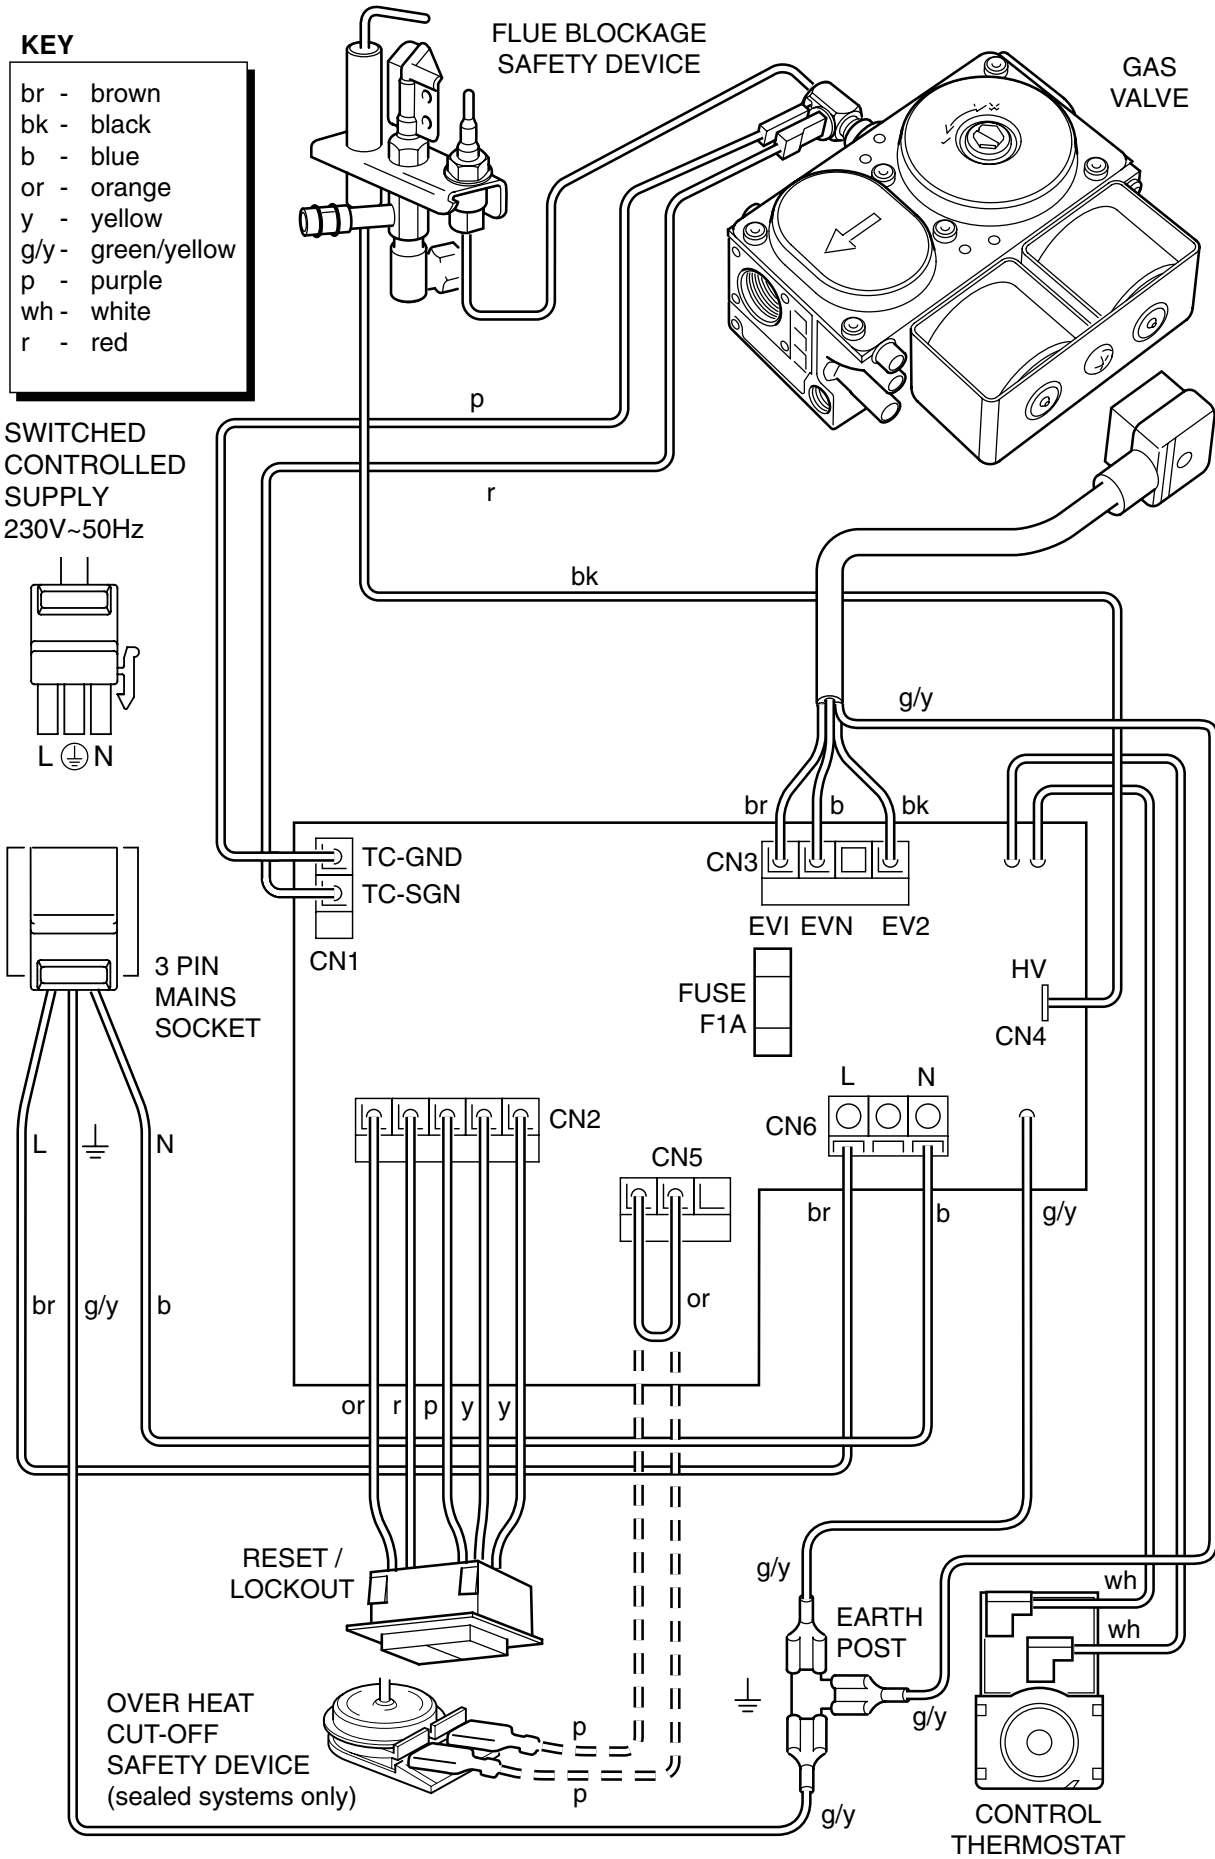 FLUE BLOCKAGE
SAFETY DEVICE
GAS
VALVE
KEY
br - brown
bk - black
b - blue
or - orange
y - yellow
g/y - green/yellow
p - purple
wh - white
r - red
SWITCHED
CONTROLLED
SUPPLY
230V~50Hz
L N
p
r
bk
g/y
br b bk
TC-GND
TC-SGN
CN1
CN3
EVI EVN EV2
FUSE
F1A
HV
CN4
3 PIN
MAINS
SOCKET
L N
CN2
CN5
L N
CN6
br b g/y
br g/y b
or
or r p y y
RESET /
LOCKOUT
g/y
EARTH
POST
wh
wh
g/y
OVER HEAT
CUT-OFF
SAFETY DEVICE
(sealed systems only)
p
p
g/y
CONTROL
THERMOSTAT